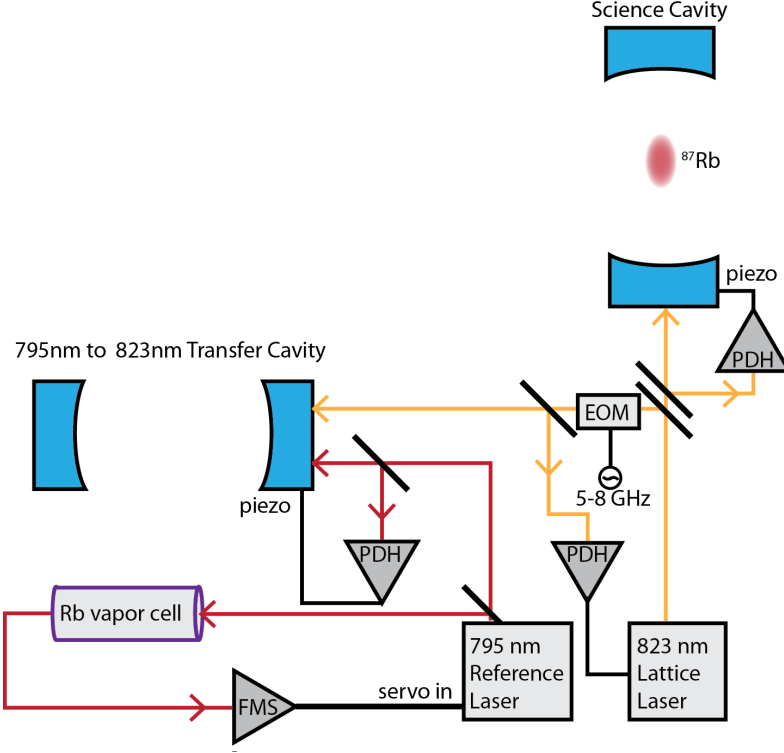 Science Cavity
⁸⁷Rb
piezo
PDH
795nm to 823nm Transfer Cavity
EOM
5-8 GHz
piezo
PDH
PDH
Rb vapor cell
795 nm
Reference
Laser
823 nm
Lattice
Laser
servo in
FMS